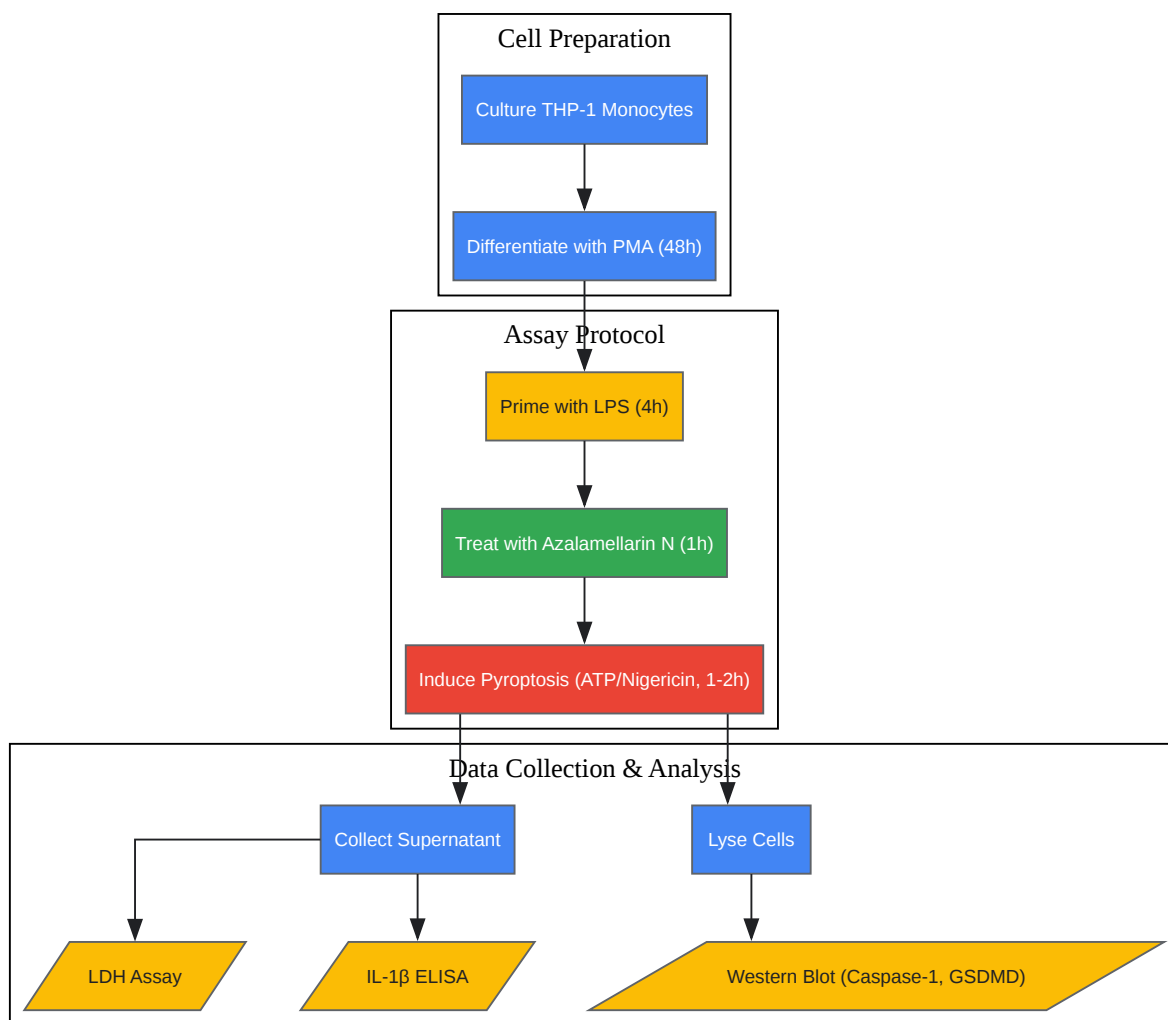 Cell Preparation
Culture THP-1 Monocytes
Differentiate with PMA (48h)
Assay Protocol
Prime with LPS (4h)
Treat with Azalamellarin N (1h)
Induce Pyroptosis (ATP/Nigericin, 1-2h)
Data Collection & Analysis
Collect Supernatant
Lyse Cells
LDH Assay
IL-1β ELISA
Western Blot (Caspase-1, GSDMD)